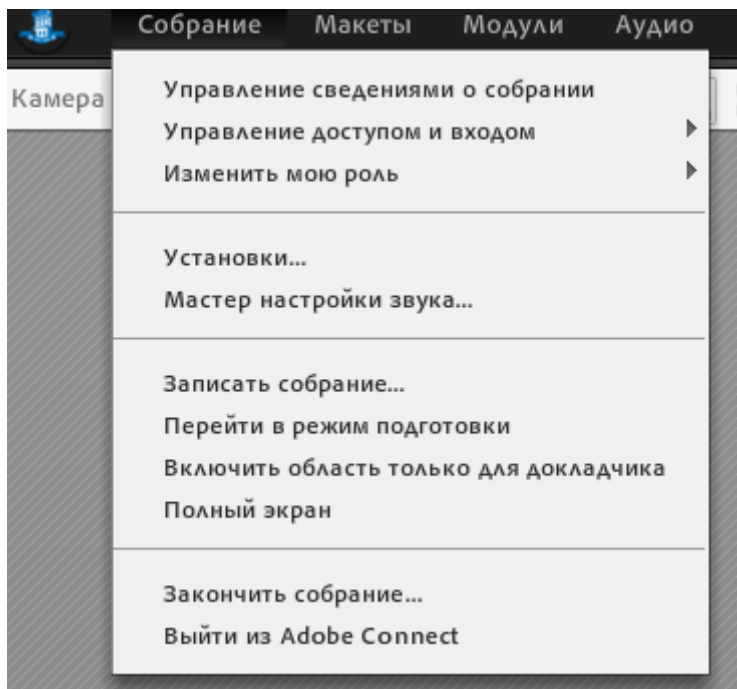 Собрание Макеты Модули Аудио
Камера
Управление сведениями о собрании
Управление доступом и входом
Изменить мою роль
Установки...
Мастер настройки звука...
Записать собрание...
Перейти в режим подготовки
Включить область только для докладчика
Полный экран
Закончить собрание...
Выйти из Adobe Connect